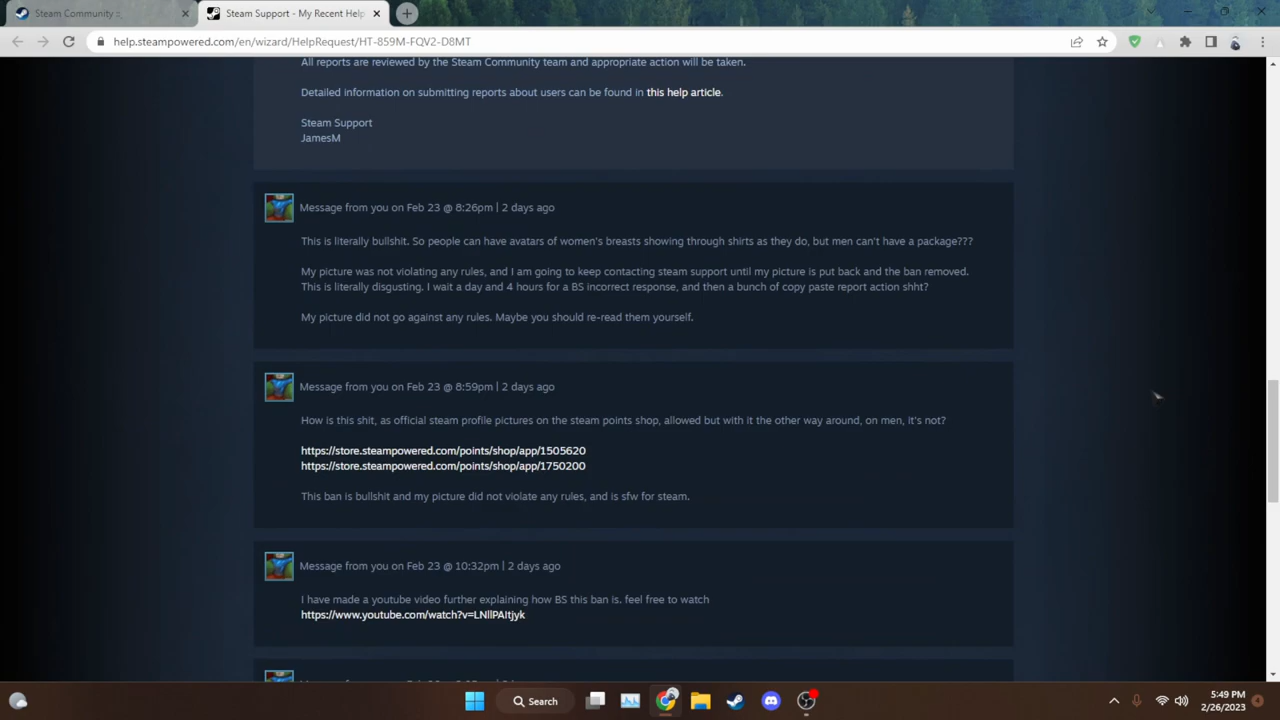 Steam Community ::
Steam Support - My Recent Help
help.steampowered.com/en/wizard/HelpRequest/HT-859M-FQV2-D8MT
All reports are reviewed by the Steam Community team and appropriate action will be taken.
Detailed information on submitting reports about users can be found in this help article.
Steam Support
JamesM
Message from you on Feb 23 @ 8:26pm | 2 days ago
This is literally bullshit. So people can have avatars of women's breasts showing through shirts as they do, but men can't have a package???
My picture was not violating any rules, and I am going to keep contacting steam support until my picture is put back and the ban removed.
This is literally disgusting. I wait a day and 4 hours for a BS incorrect response, and then a bunch of copy paste report action shht?
My picture did not go against any rules. Maybe you should re-read them yourself.
Message from you on Feb 23 @ 8:59pm | 2 days ago
How is this shit, as official steam profile pictures on the steam points shop, allowed but with it the other way around, on men, it's not?
https://store.steampowered.com/points/shop/app/1505620
https://store.steampowered.com/points/shop/app/1750200
This ban is bullshit and my picture did not violate any rules, and is sfw for steam.
Message from you on Feb 23 @ 10:32pm | 2 days ago
I have made a youtube video further explaining how BS this ban is. feel free to watch
https://www.youtube.com/watch?v=LNllPAItjyk
Search
5:49 PM
2/26/2023
4